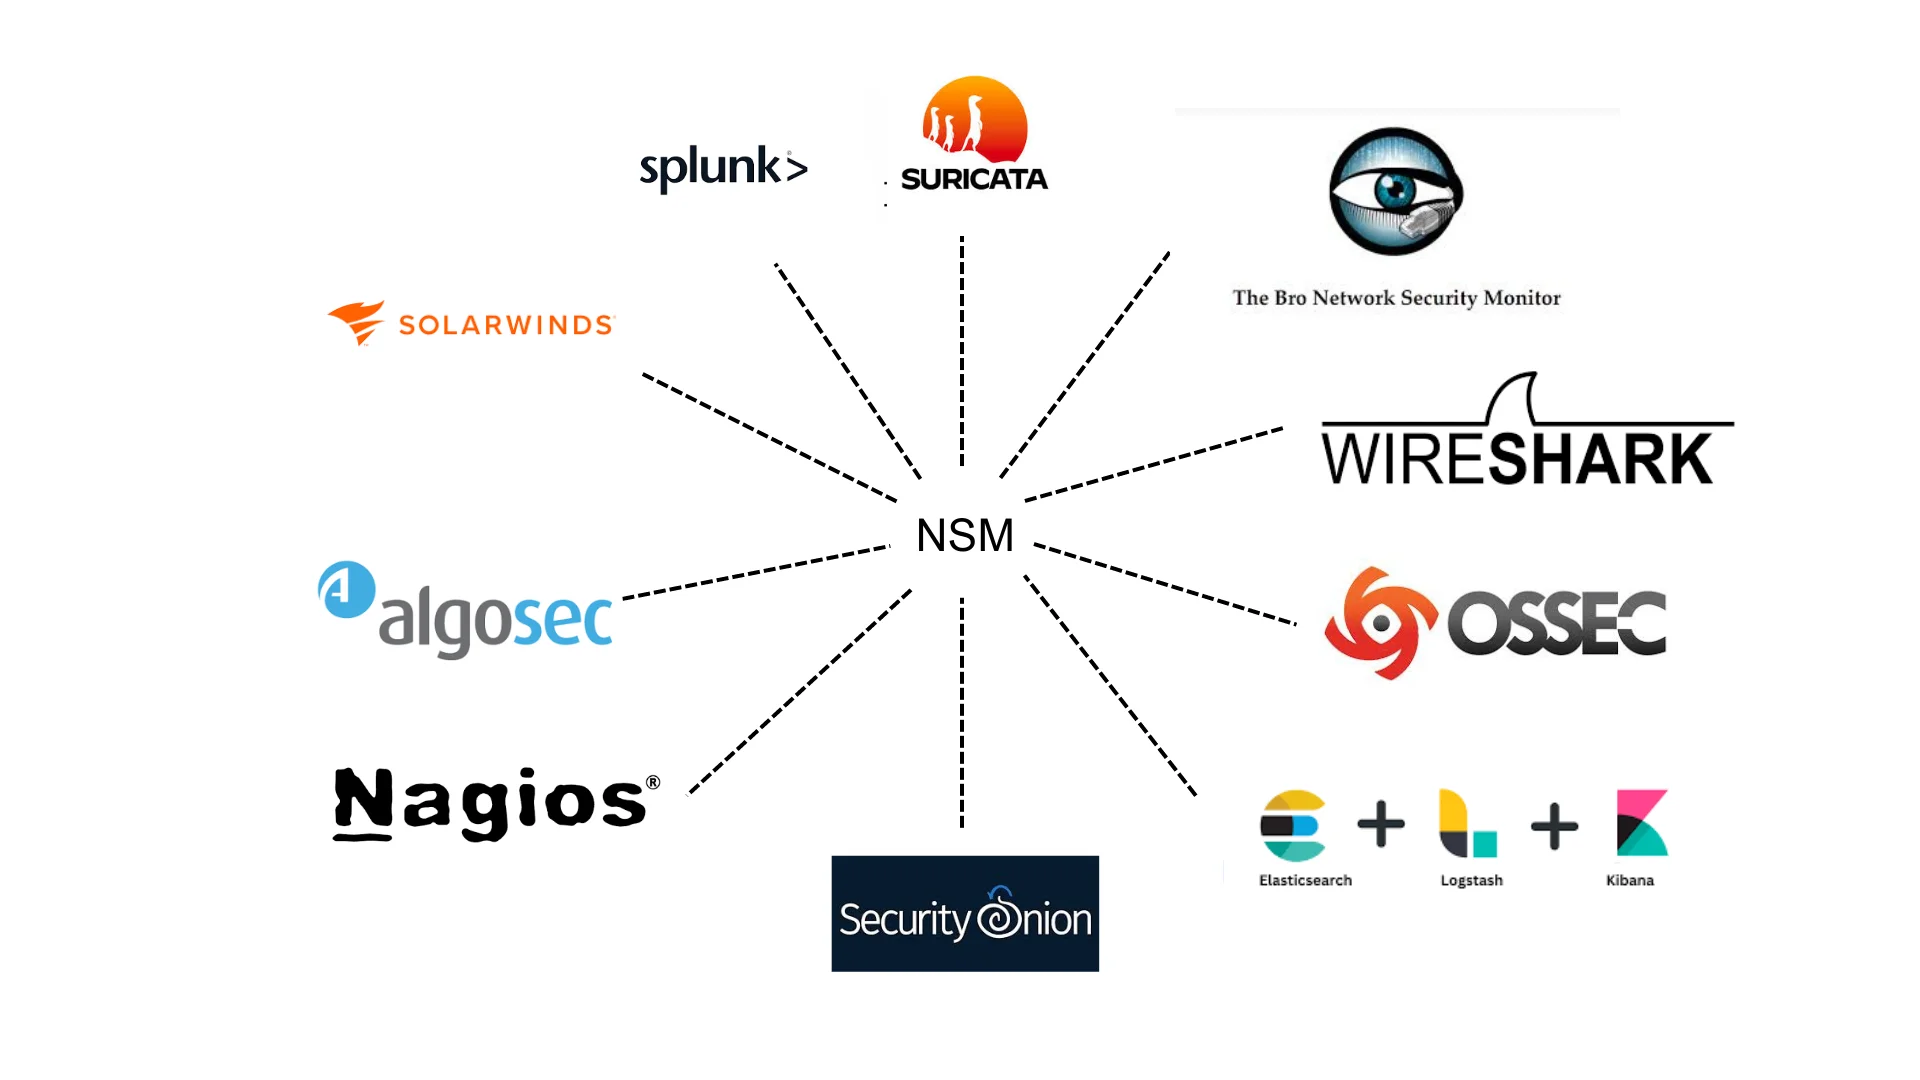 splunk>
SURICATA
The Bro Network Security Monitor
SOLARWINDS
WIRESHARK
NSM
algosec
OSSEC
Nagios®
Elasticsearch + Logstash + Kibana
Security Onion